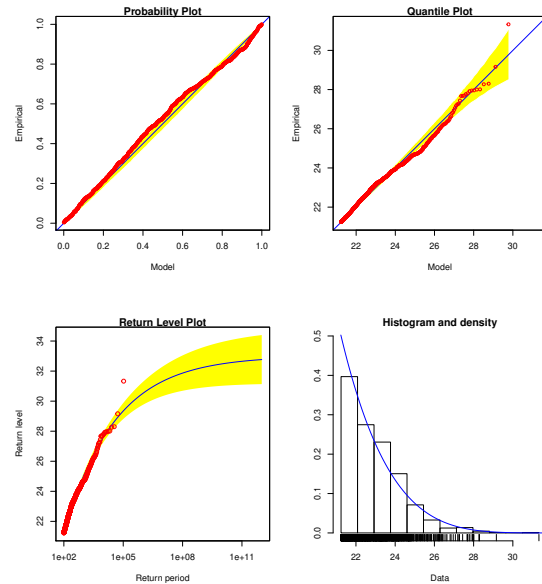 Probability Plot
Empirical
0.0 0.2 0.4 0.6 0.8 1.0
0.0 0.2 0.4 0.6 0.8 1.0
Model
Quantile Plot
Empirical
22 24 26 28 30
22 24 26 28 30
Model
Return Level Plot
Return level
22 24 26 28 30 32 34
1e+02 1e+05 1e+08 1e+11
Return period
Histogram and density
0.0 0.1 0.2 0.3 0.4 0.5
22 24 26 28 30
Data